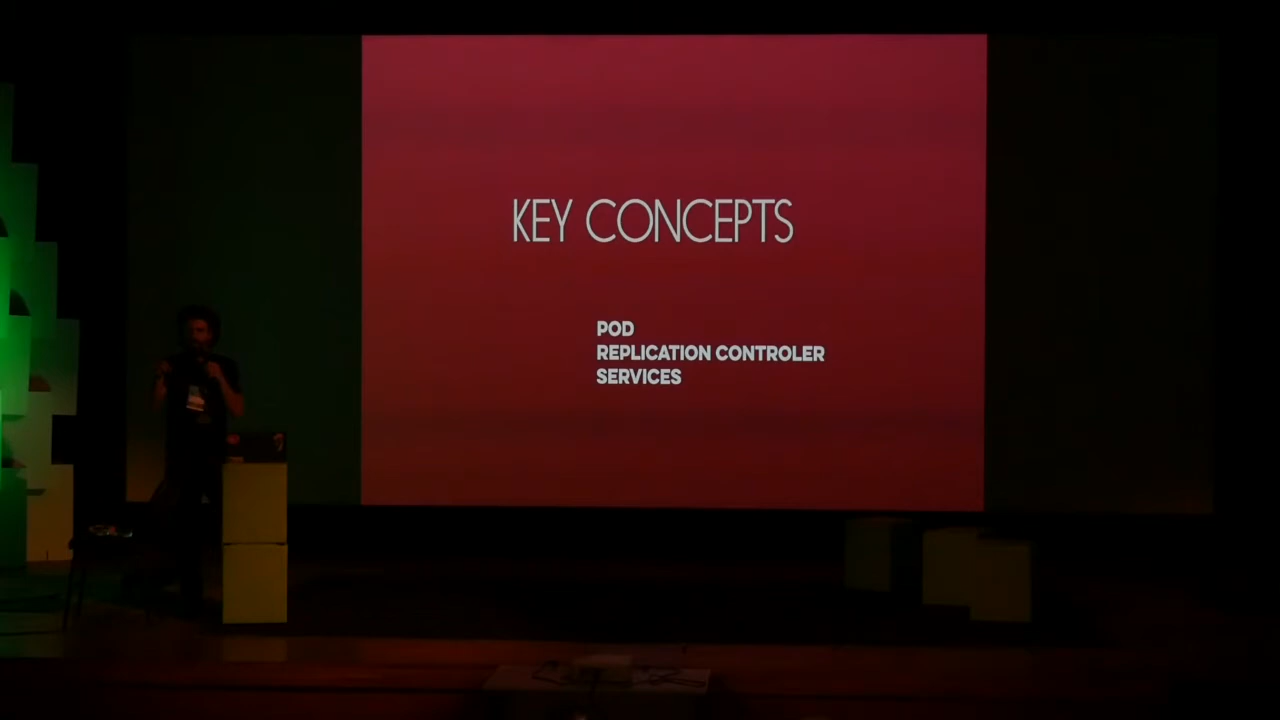 KEY CONCEPTS
POD
REPLICATION CONTROLER
SERVICES